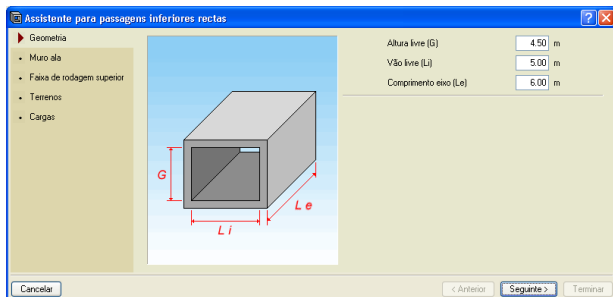 Assistente para passagens inferiores rectas
Geometria
Muro ala
Faixa de rodagem superior
Terrenos
Cargas
G
L i
L e
Altura livre (G) 4.50 m
Vão livre (Li) 5.00 m
Comprimento eixo (Le) 6.00 m
Cancelar
< Anterior
Seguinte >
Terminar